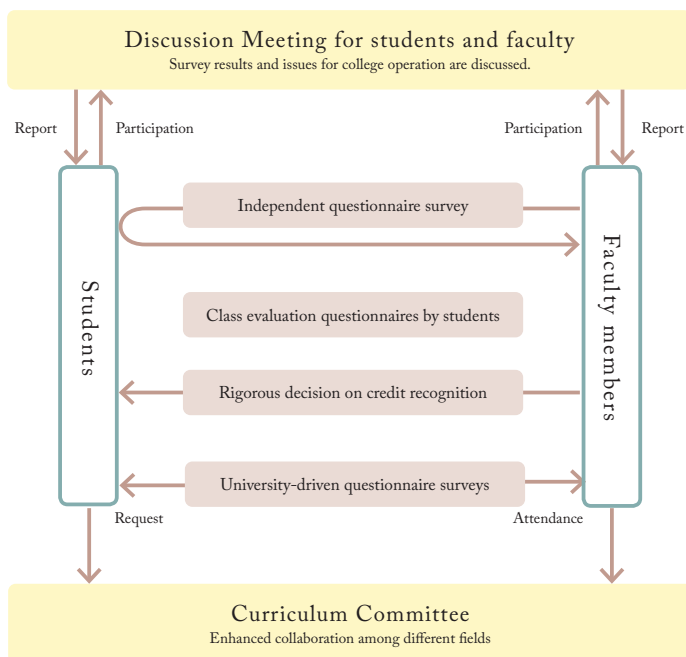 Discussion Meeting for students and faculty
Survey results and issues for college operation are discussed.
Report
Participation
Participation
Report
Independent questionnaire survey
Students
Faculty members
Class evaluation questionnaires by students
Rigorous decision on credit recognition
University-driven questionnaire surveys
Request
Attendance
Curriculum Committee
Enhanced collaboration among different fields